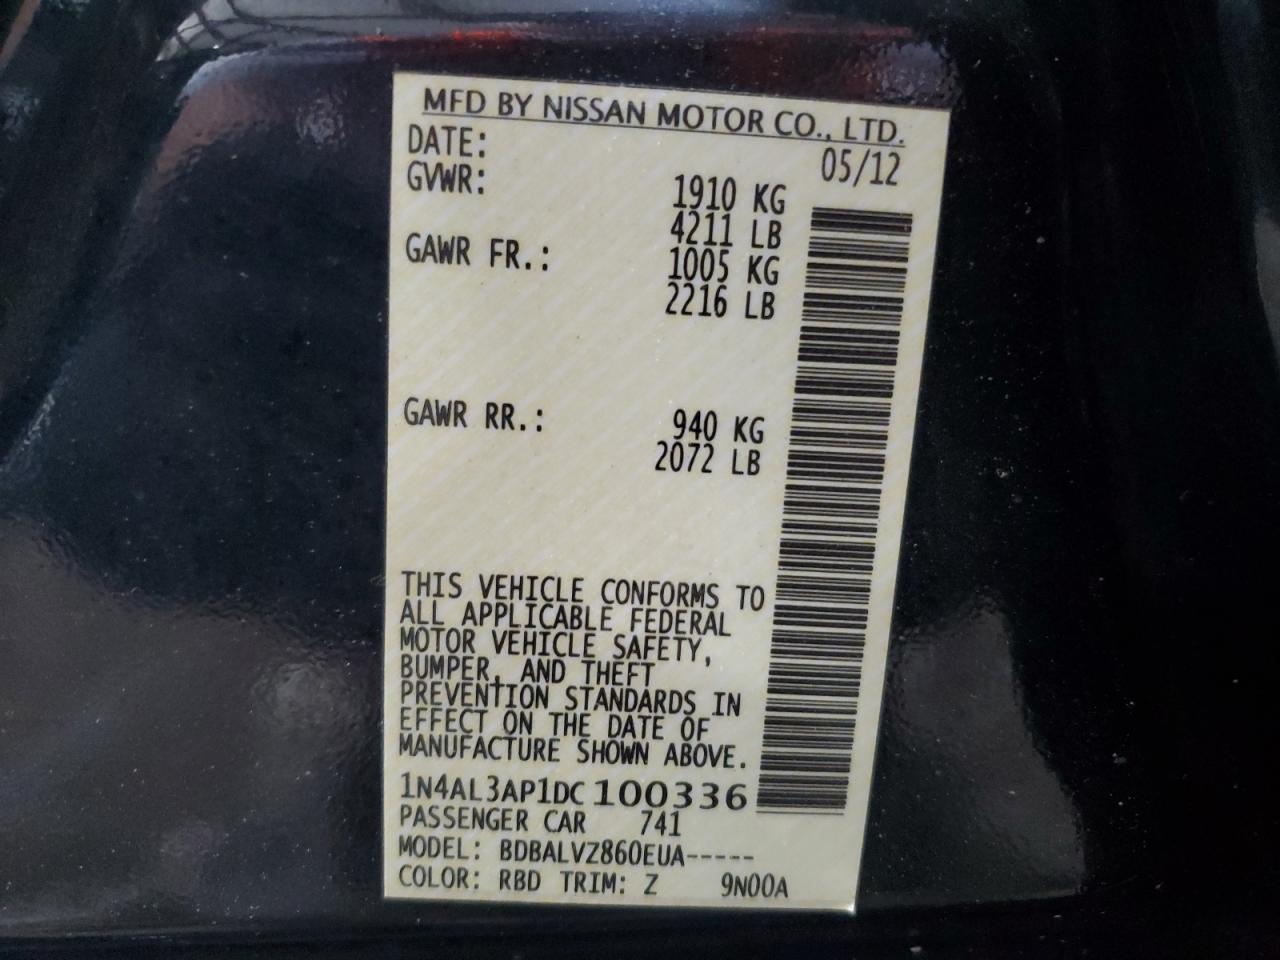 MFD BY NISSAN MOTOR CO., LTD.
DATE: 05/12
GVWR: 1910 KG
4211 LB
GAWR FR.: 1005 KG
2216 LB
GAWR RR.: 940 KG
2072 LB
THIS VEHICLE CONFORMS TO
ALL APPLICABLE FEDERAL
MOTOR VEHICLE SAFETY,
BUMPER, AND THEFT
PREVENTION STANDARDS IN
EFFECT ON THE DATE OF
MANUFACTURE SHOWN ABOVE.
1N4AL3AP1DC100336
PASSENGER CAR 741
MODEL: BDBALVZ860EUA-----
COLOR: RBD TRIM: Z 9N00A